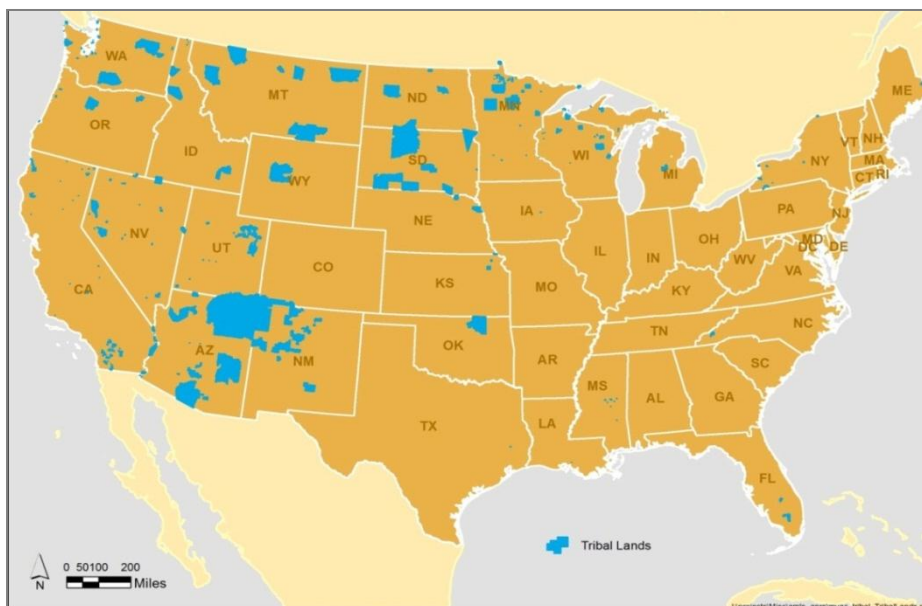 WA
MT
ND
MN
ME
OR
ID
WY
SD
WI
MI
VT
NH
NY
MA
CT
RI
NV
UT
CO
NE
IA
IL
IN
OH
PA
NJ
MD
DC
DE
CA
KS
MO
KY
WV
VA
AZ
NM
OK
AR
TN
NC
SC
TX
LA
MS
AL
GA
FL
Tribal Lands
N
0 50100 200
Miles